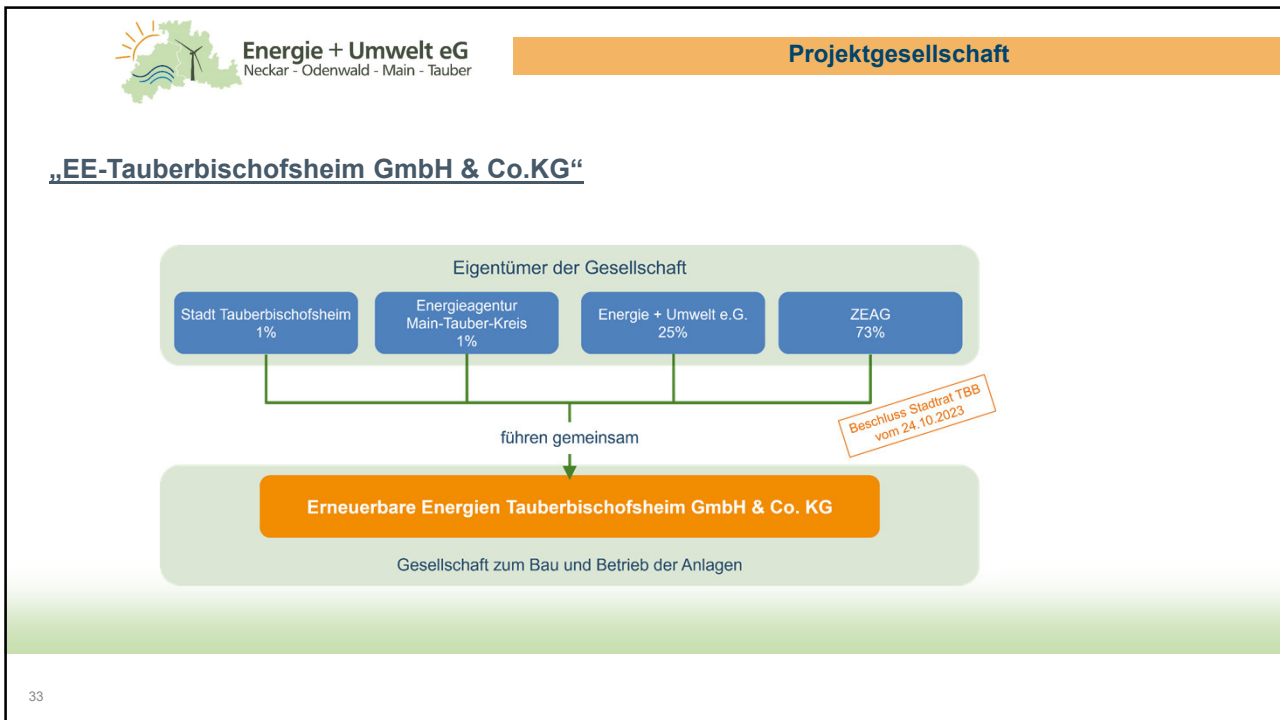 Energie + Umwelt eG
Neckar - Odenwald - Main - Tauber
Projektgesellschaft
„EE-Tauberbischofsheim GmbH & Co.KG“
Eigentümer der Gesellschaft
Stadt Tauberbischofsheim
1%
Energieagentur
Main-Tauber-Kreis
1%
Energie + Umwelt e.G.
25%
ZEAG
73%
Beschluss Stadtrat TBB
vom 24.10.2023
führen gemeinsam
Erneuerbare Energien Tauberbischofsheim GmbH & Co. KG
Gesellschaft zum Bau und Betrieb der Anlagen
33